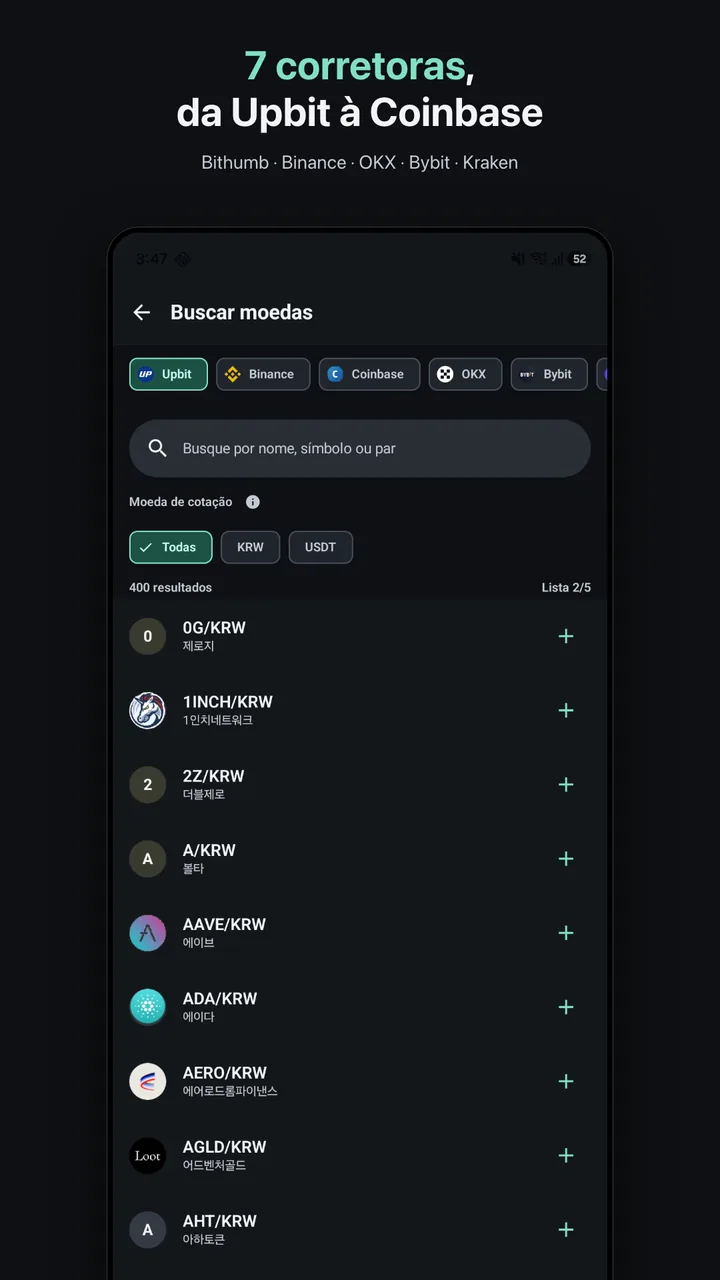 7 corretoras,
da Upbit à Coinbase
Bithumb · Binance · OKX · Bybit · Kraken
3:47
52
Buscar moedas
UP Upbit
Binance
C Coinbase
OKX
BYBIT Bybit
Busque por nome, símbolo ou par
Moeda de cotação
Todas
KRW
USDT
400 resultados
Lista 2/5
0
0G/KRW
제로지
1INCH/KRW
1인치네트워크
2
2Z/KRW
더블제로
A
A/KRW
볼타
AAVE/KRW
에이브
ADA/KRW
에이다
AERO/KRW
에어로드롬파이낸스
Loot
AGLD/KRW
어드벤처골드
A
AHT/KRW
아하토큰